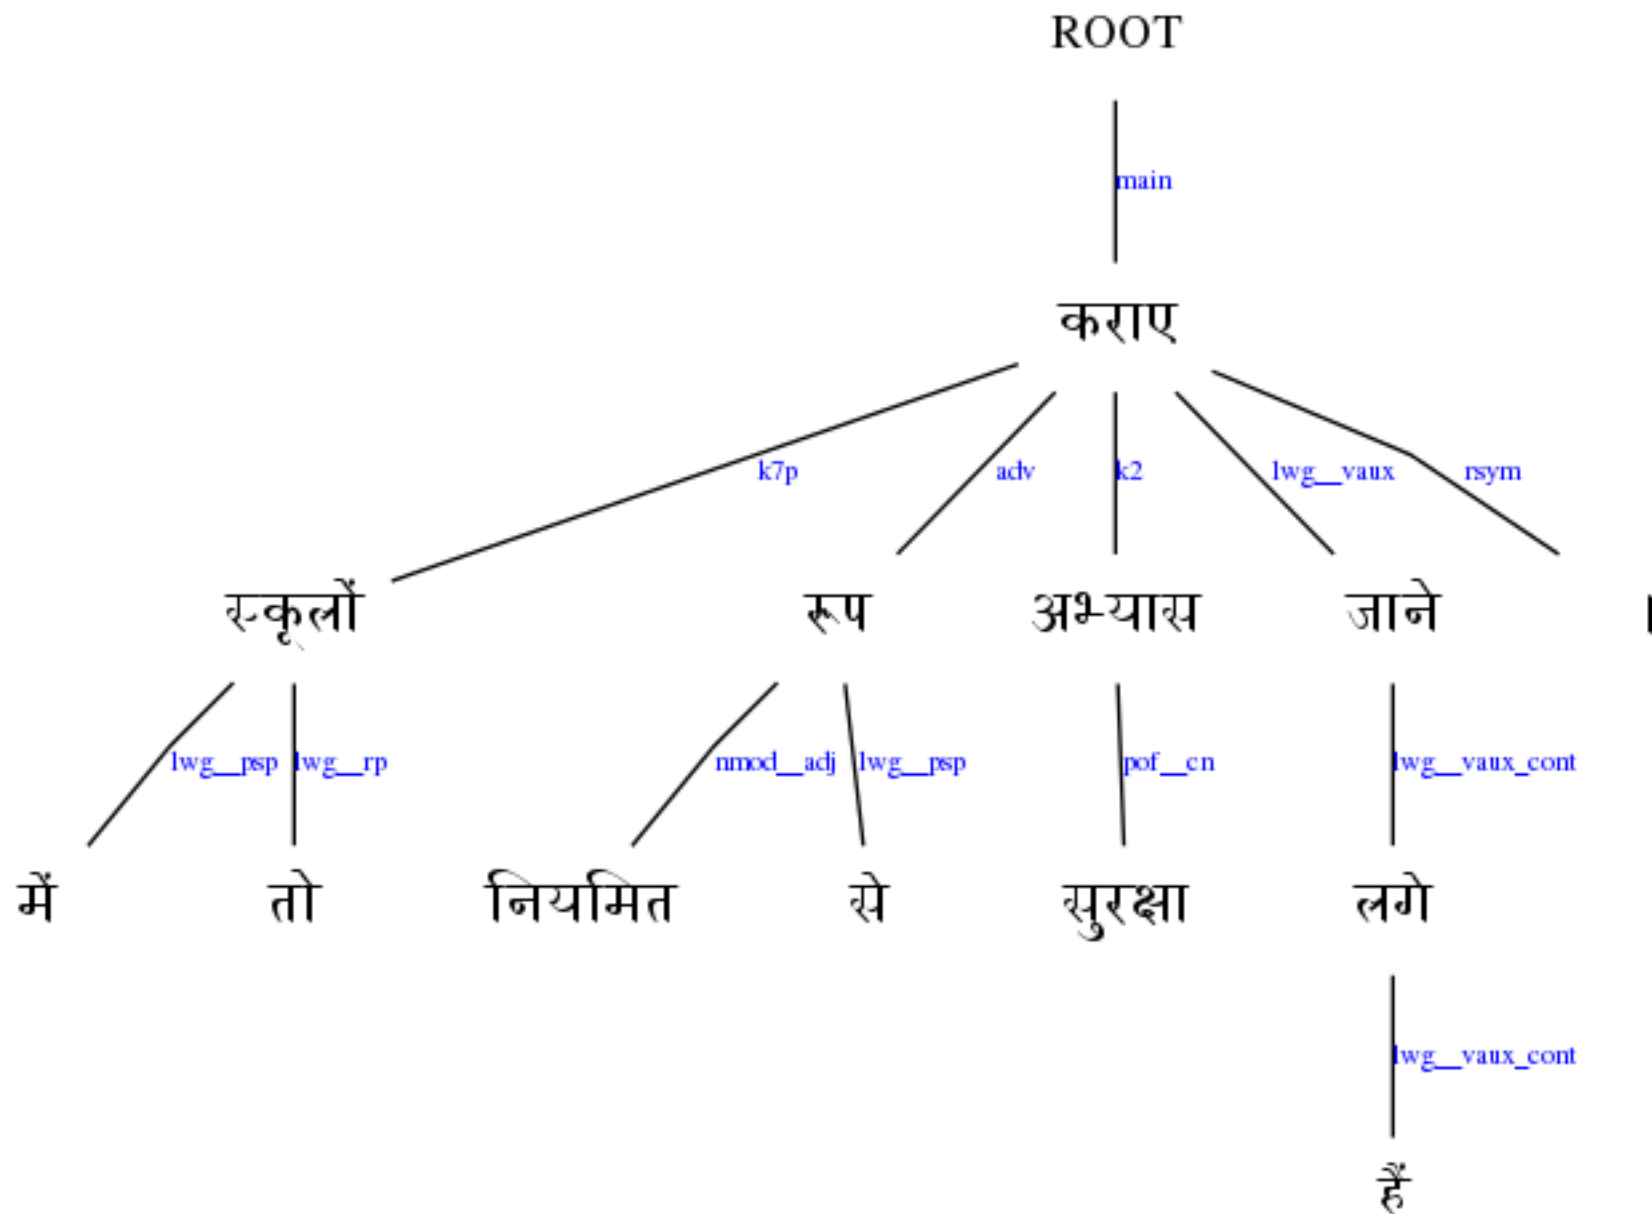 ROOT
main
कराए
k7p adv k2 lwg__vaux rsym
स्कूलों रूप अभ्यास जाने ।
lwg__psp lwg__rp nmod__adj lwg__psp pof__cn lwg__vaux_cont
में तो नियमित से सुरक्षा लगे
lwg__vaux_cont
हैं